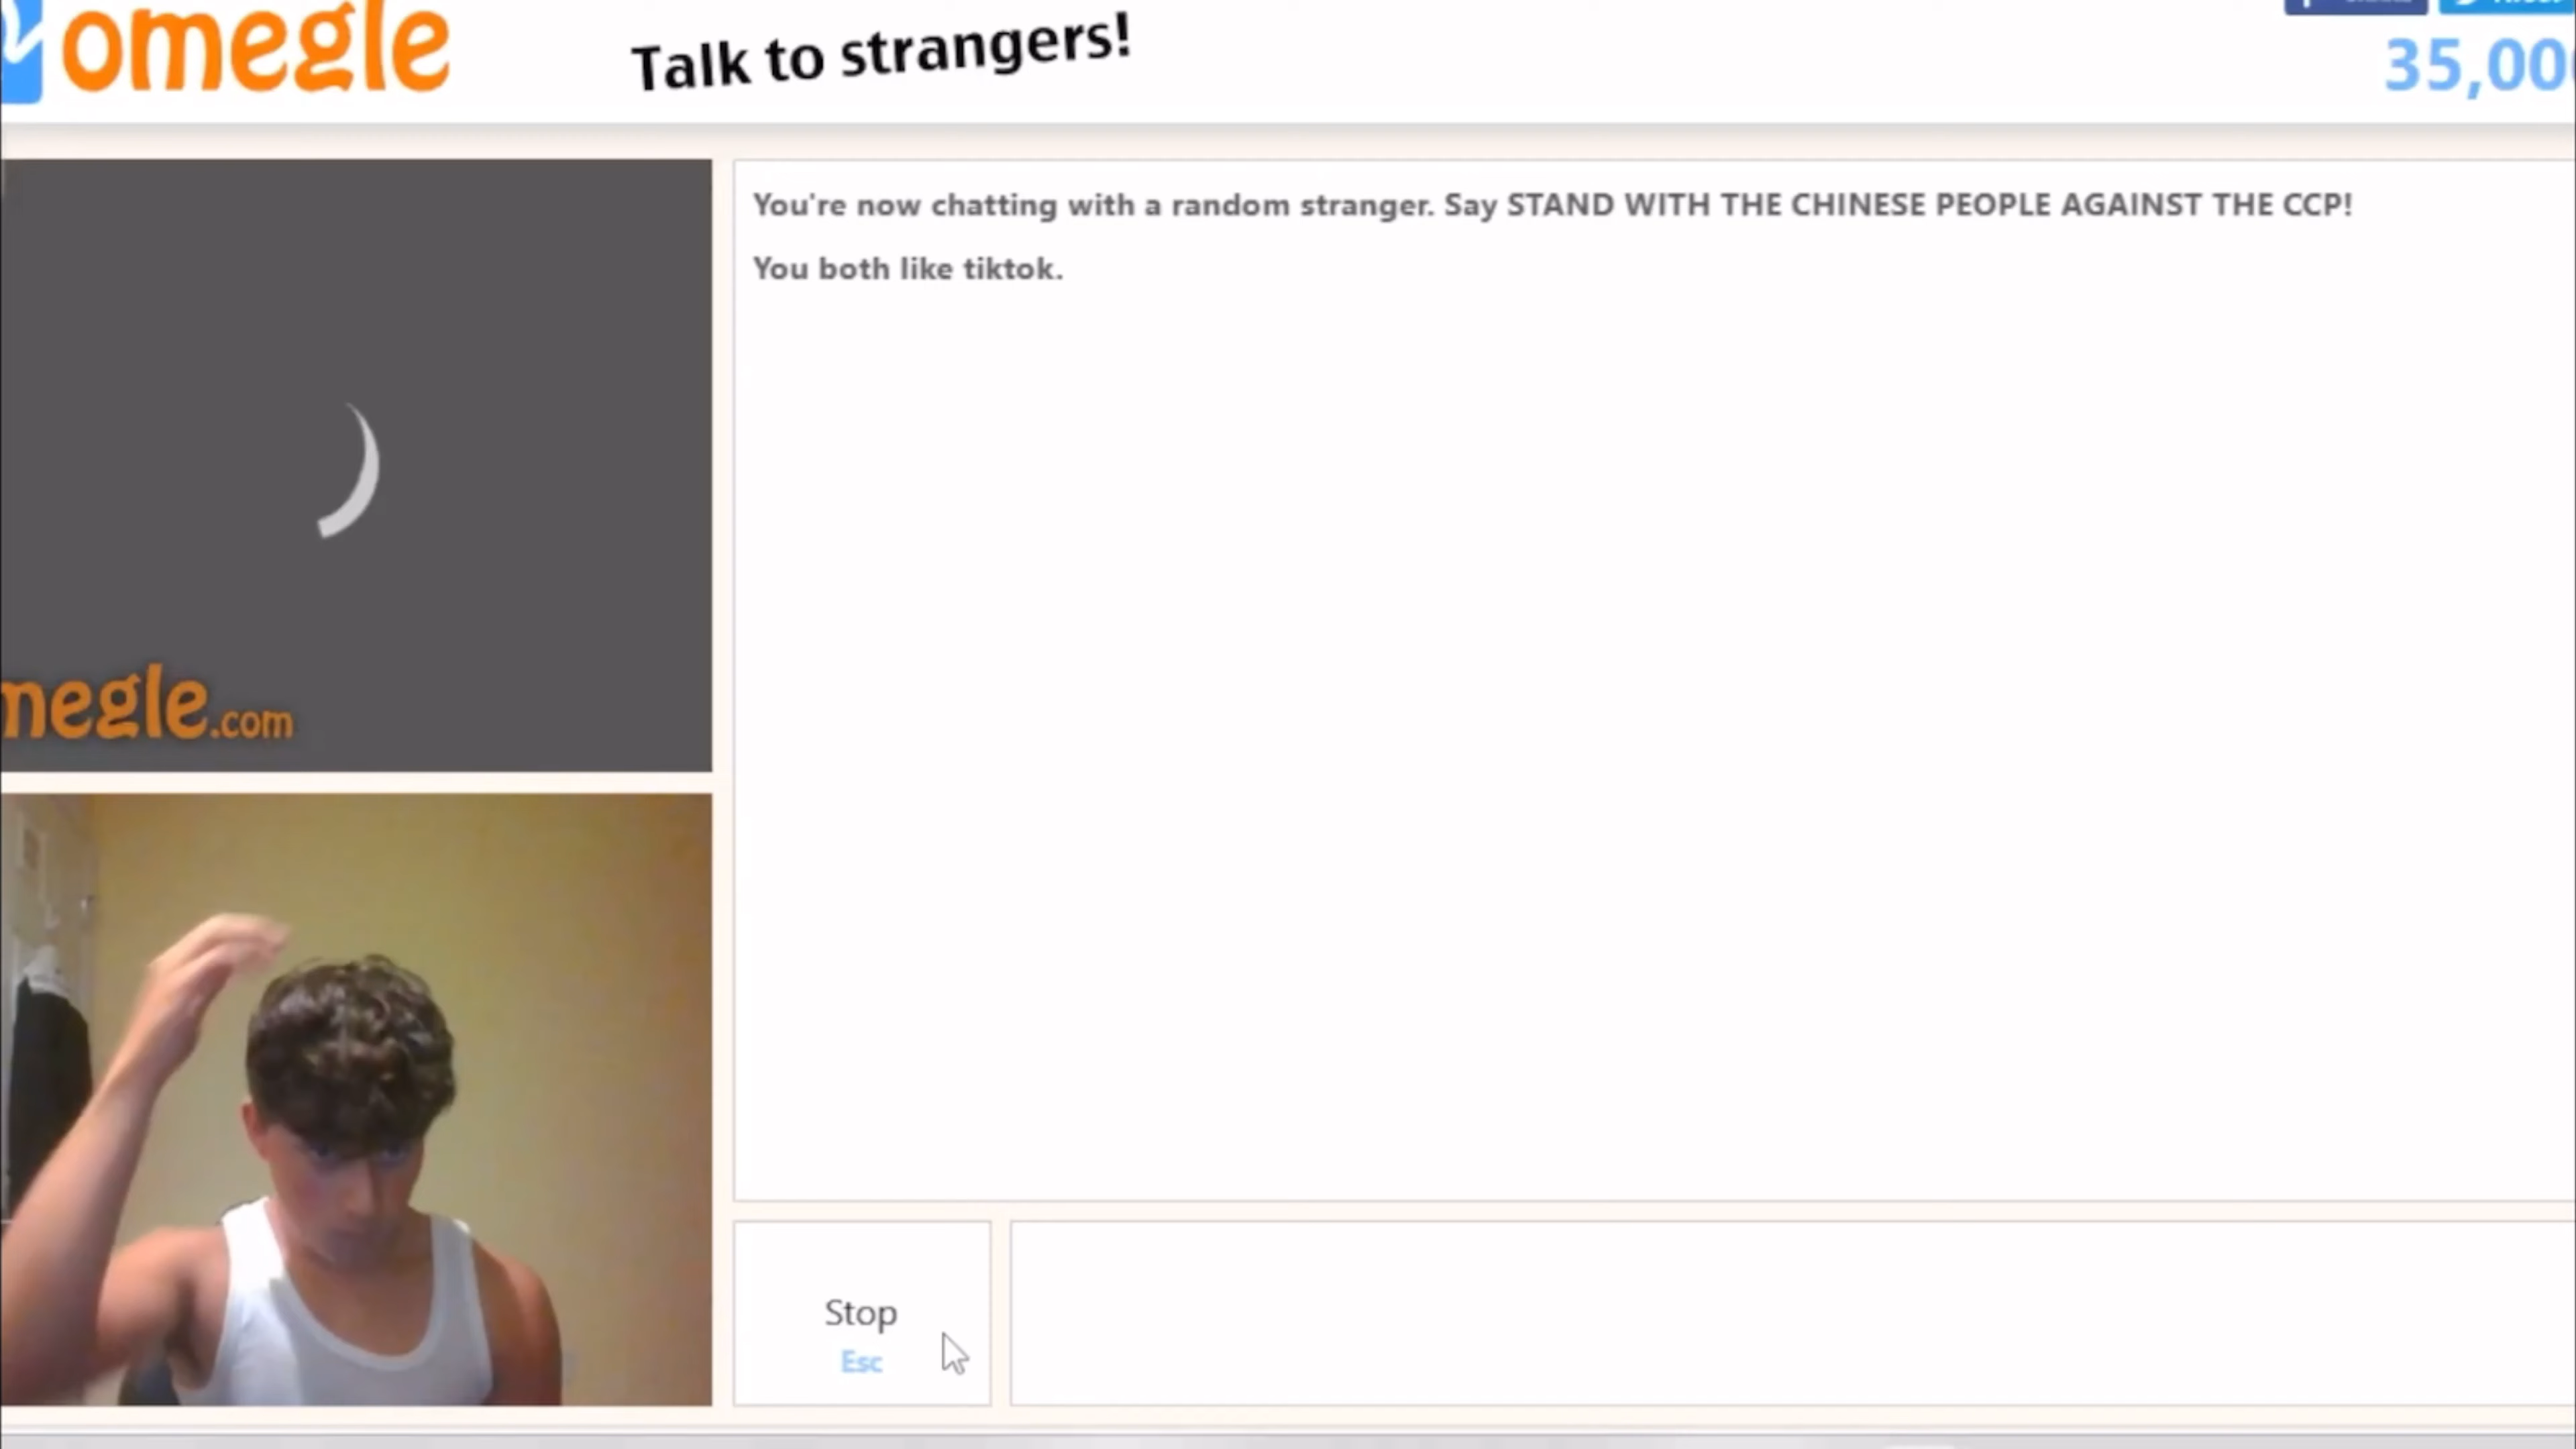 omegle
Talk to strangers!
35,00
You're now chatting with a random stranger. Say STAND WITH THE CHINESE PEOPLE AGAINST THE CCP!
You both like tiktok.
megle.com
Stop
Esc